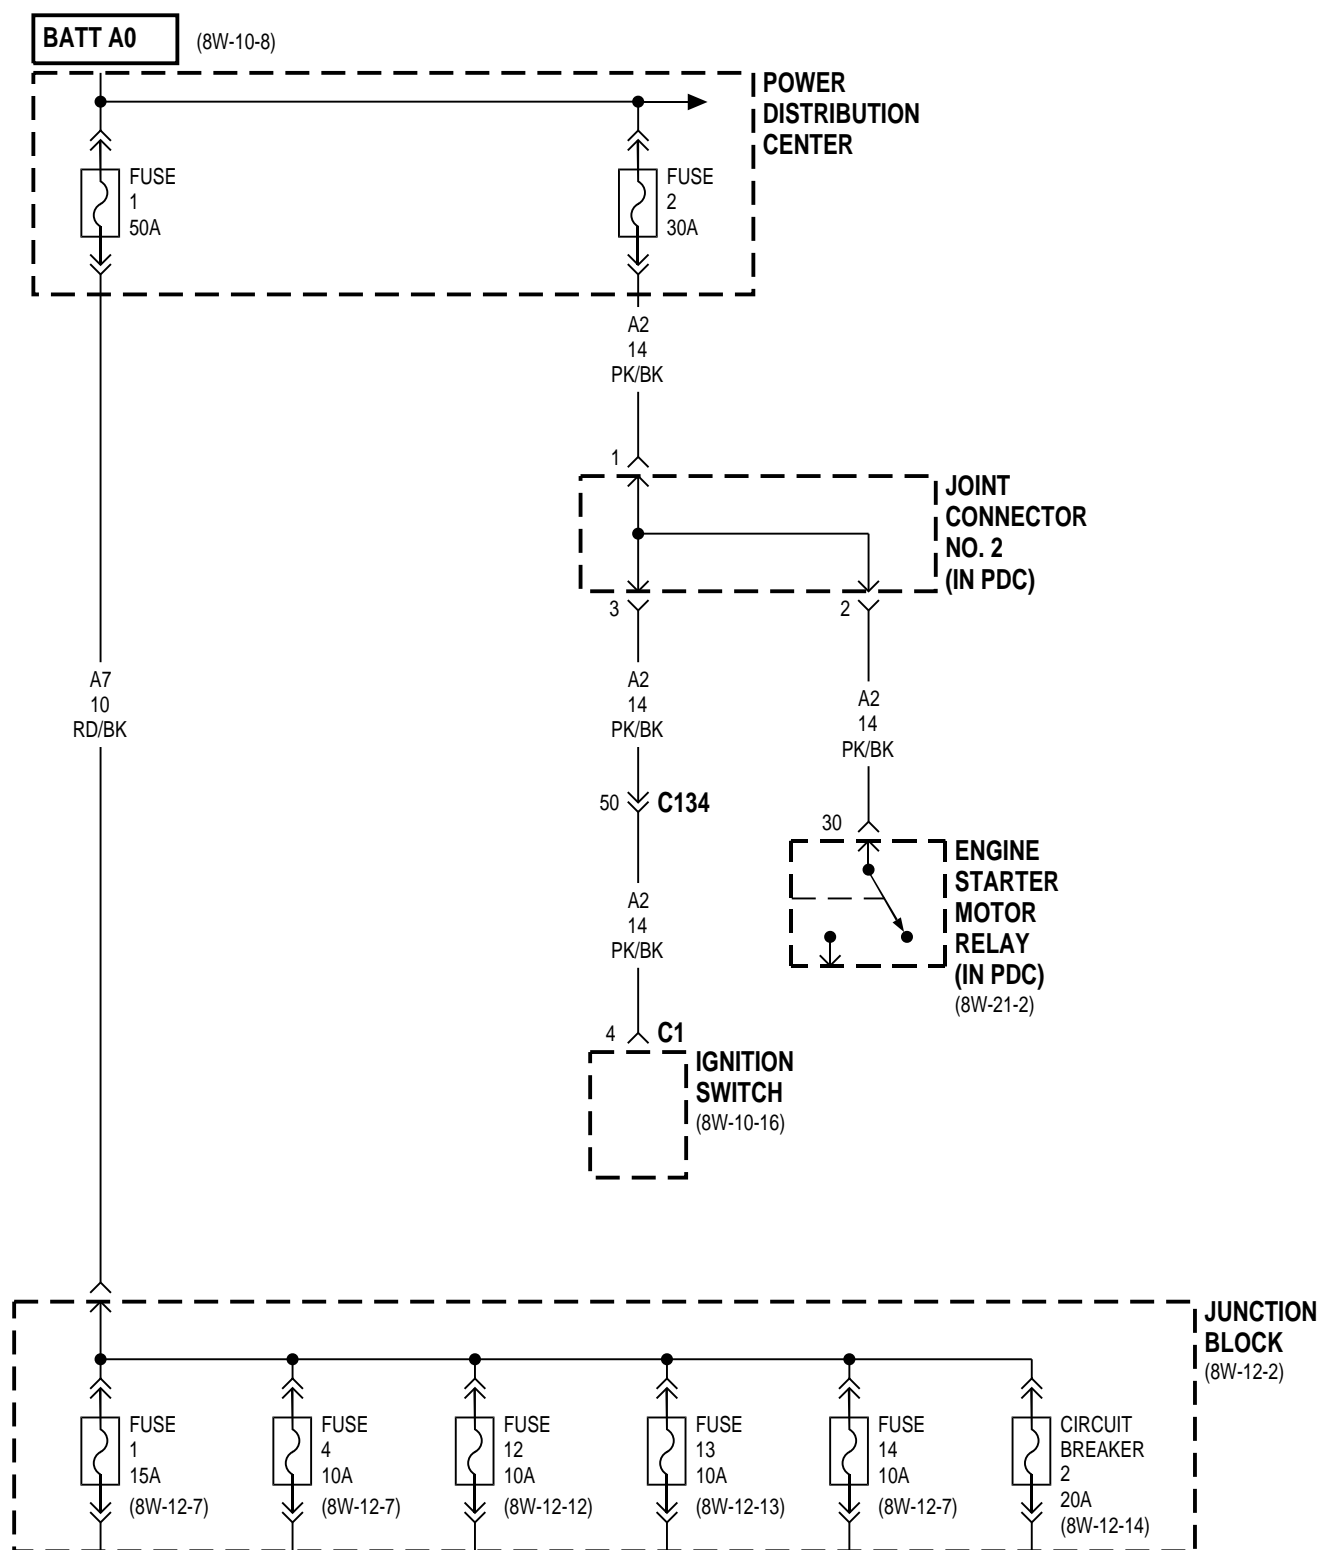 BATT A0
(8W-10-8)
POWER
DISTRIBUTION
CENTER
FUSE
1
50A
FUSE
2
30A
A2
14
PK/BK
1
JOINT
CONNECTOR
NO. 2
(IN PDC)
3
2
A7
10
RD/BK
A2
14
PK/BK
A2
14
PK/BK
50
C134
30
ENGINE
STARTER
MOTOR
RELAY
(IN PDC)
(8W-21-2)
A2
14
PK/BK
4
C1
IGNITION
SWITCH
(8W-10-16)
JUNCTION
BLOCK
(8W-12-2)
FUSE
1
15A
(8W-12-7)
FUSE
4
10A
(8W-12-7)
FUSE
12
10A
(8W-12-12)
FUSE
13
10A
(8W-12-13)
FUSE
14
10A
(8W-12-7)
CIRCUIT
BREAKER
2
20A
(8W-12-14)